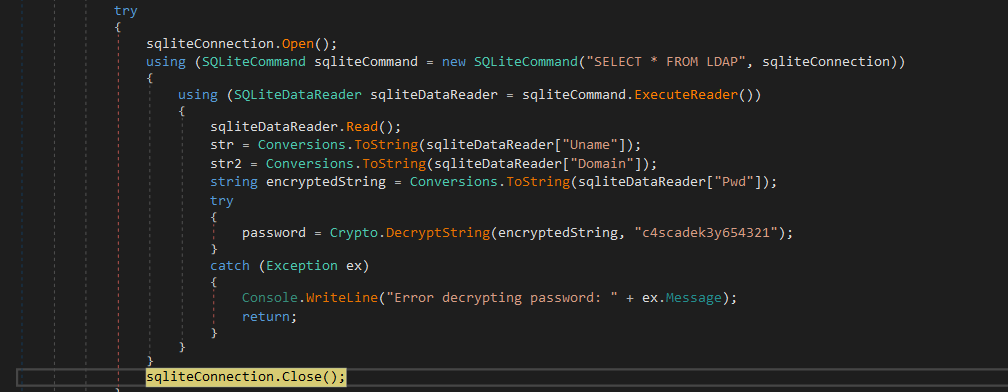 try
{
sqliteConnection.Open();
using (SQLiteCommand sqliteCommand = new SQLiteCommand("SELECT * FROM LDAP", sqliteConnection))
{
using (SQLiteDataReader sqliteDataReader = sqliteCommand.ExecuteReader())
{
sqliteDataReader.Read();
str = Conversions.ToString(sqliteDataReader["Uname"]);
str2 = Conversions.ToString(sqliteDataReader["Domain"]);
string encryptedString = Conversions.ToString(sqliteDataReader["Pwd"]);
try
{
password = Crypto.DecryptString(encryptedString, "c4scadek3y654321");
}
catch (Exception ex)
{
Console.WriteLine("Error decrypting password: " + ex.Message);
return;
}
}
}
sqliteConnection.Close();
}